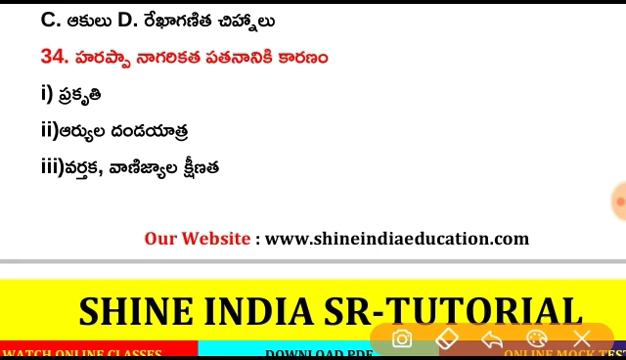 C. ఆకులు D. రేఖాగణిత చిహ్నాలు
34. హరప్పా నాగరికత పతనానికి కారణం
i) ప్రకృతి
ii)ఆర్యుల దండయాత్ర
iii)వర్తక, వాణిజ్యాల క్షీణత
Our Website : www.shineindiaeducation.com
SHINE INDIA SR-TUTORIAL
WATCH ONLINE CLASSES DOWNLOAD PDF ONLINE MOCK TEST